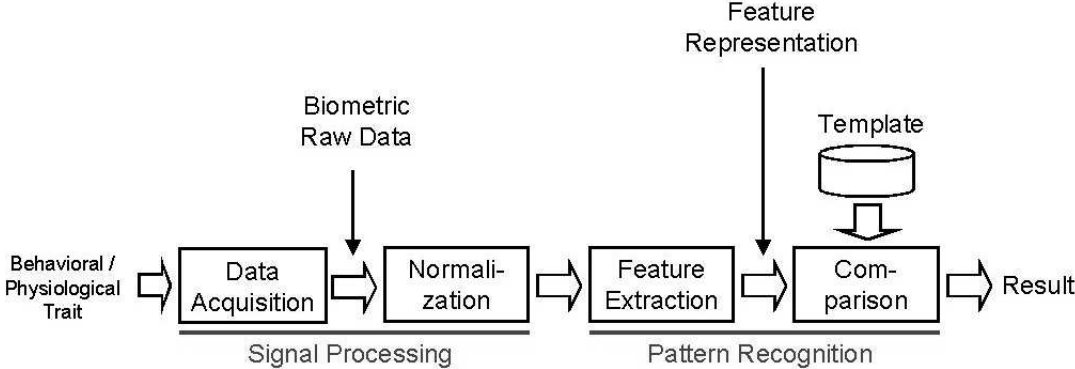 Feature
Representation
Biometric
Raw Data
Template
Behavioral /
Physiological
Trait
Data
Acquisition
Normali-
zation
Feature
Extraction
Com-
parison
Result
Signal Processing
Pattern Recognition